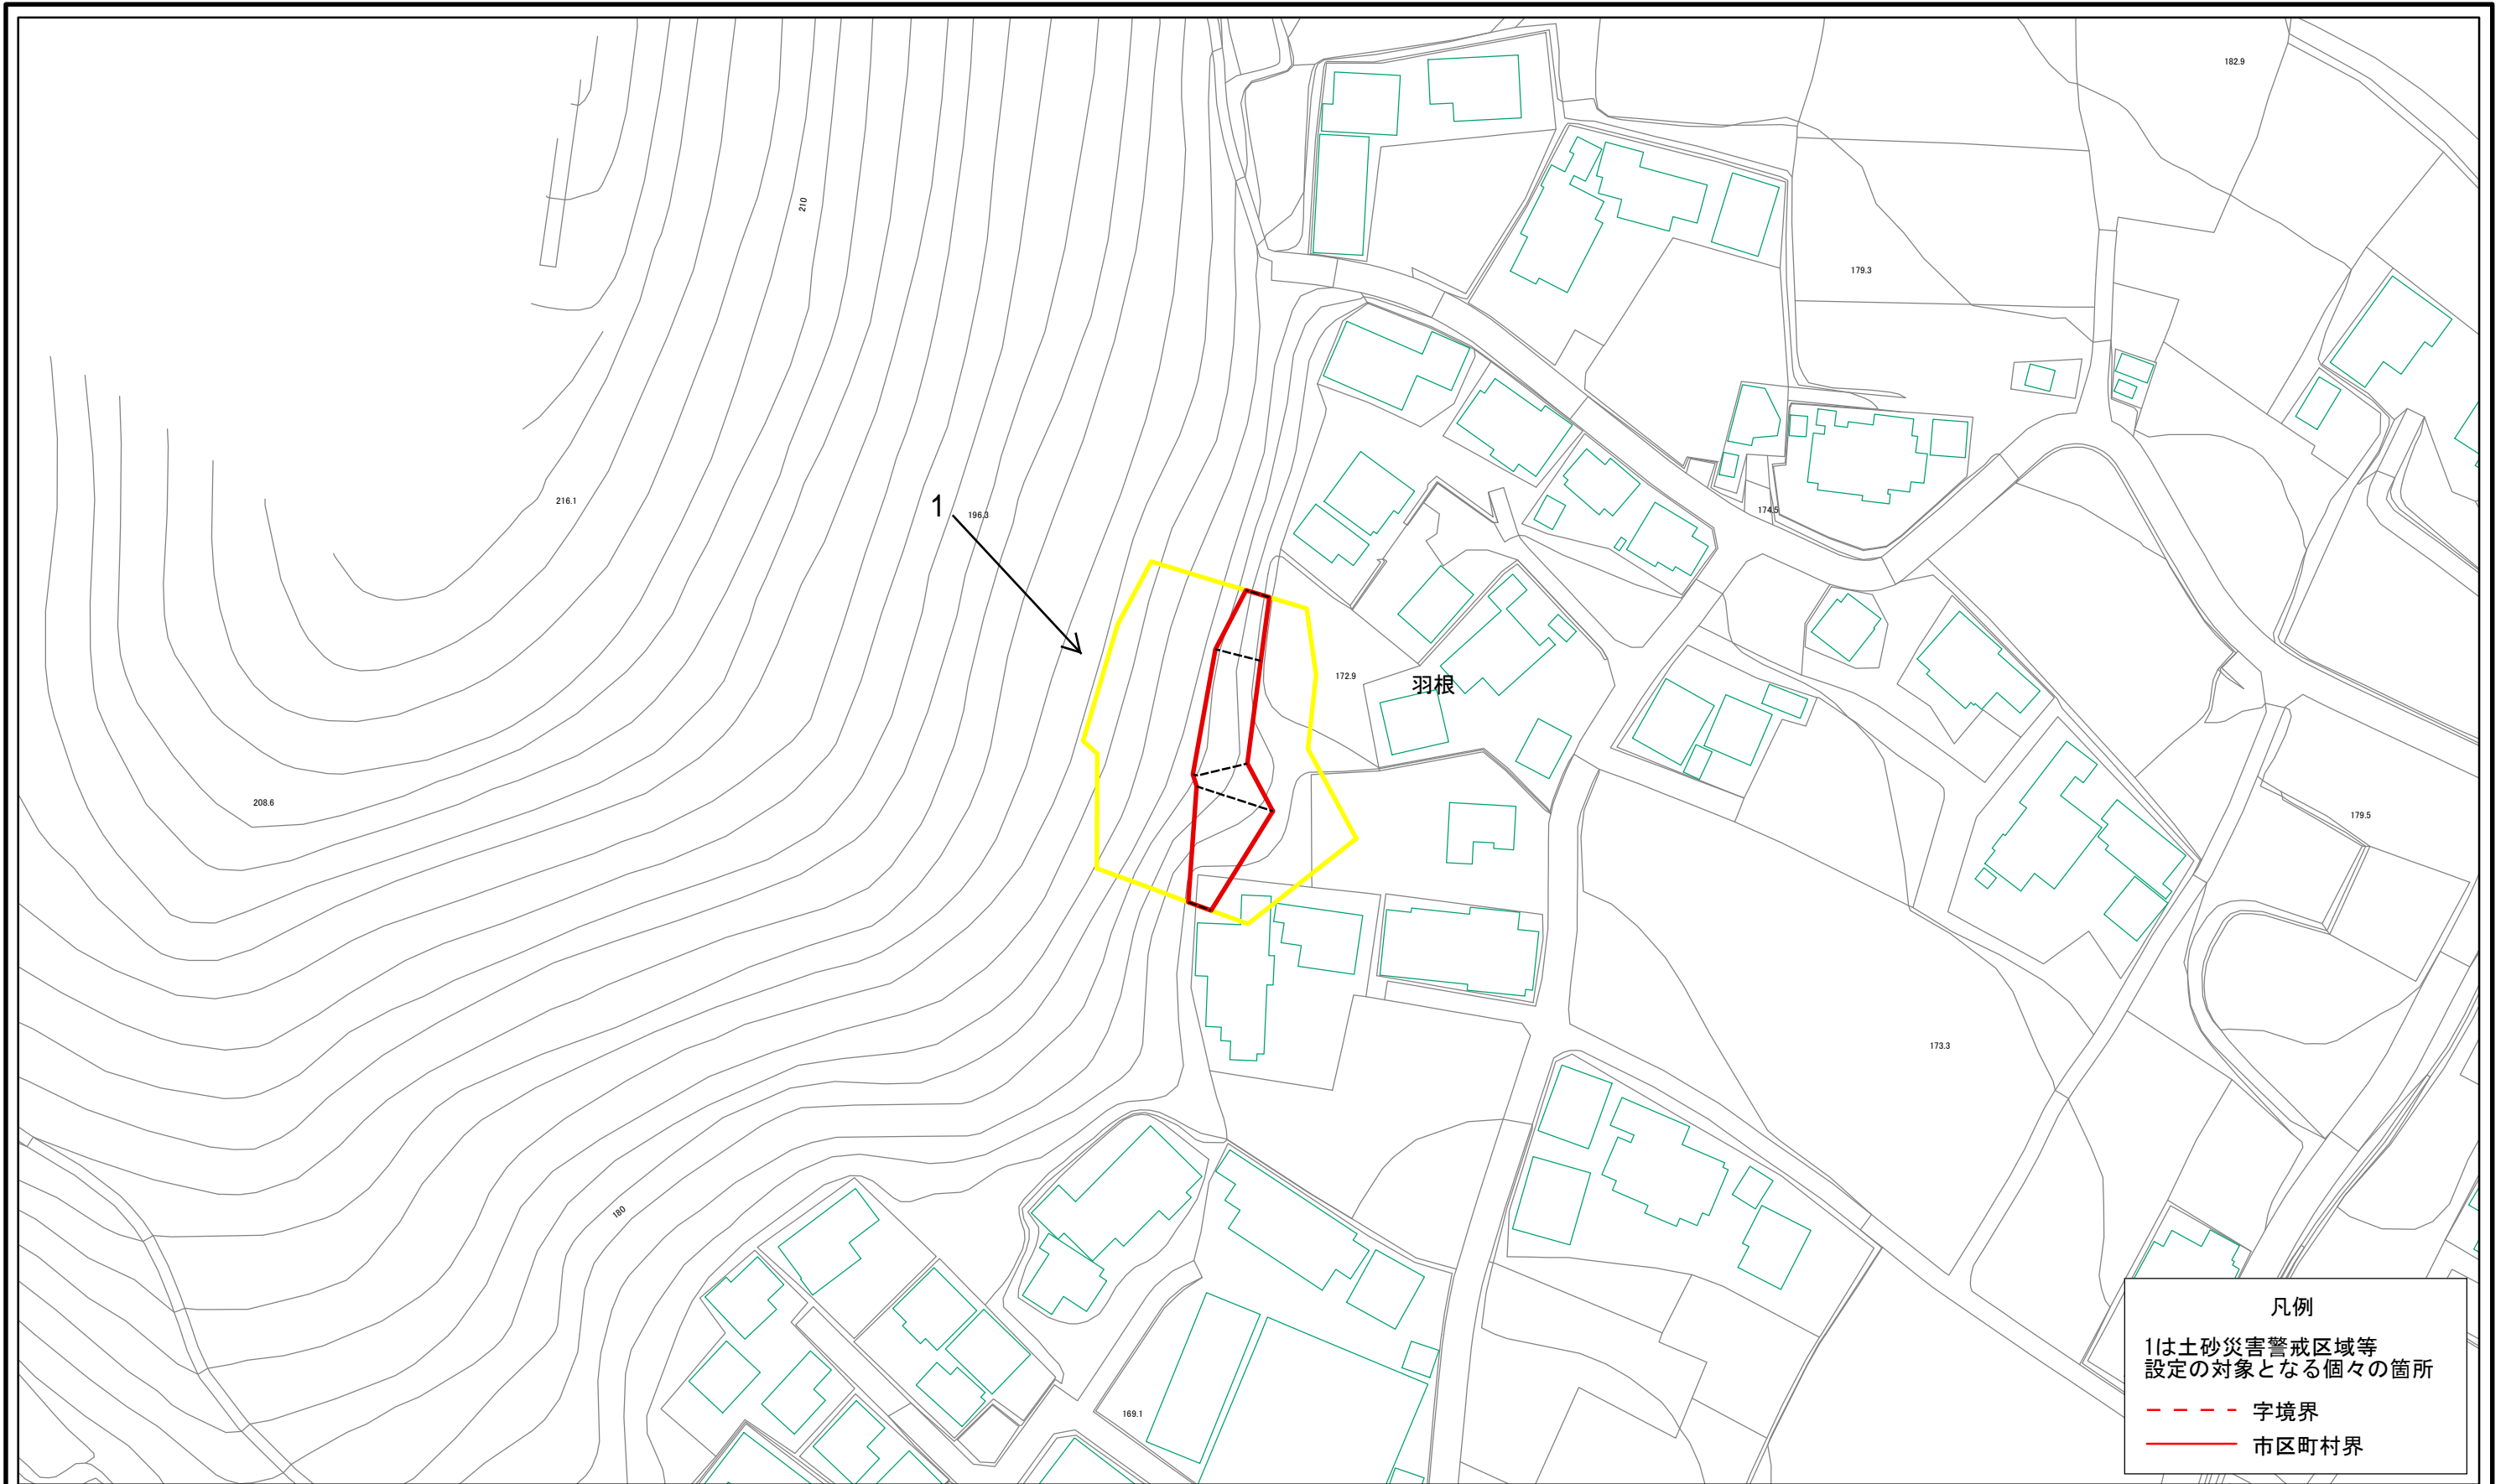 182.9
210
179.3
1
216.1
196.3
174.5
172.9
羽根
208.6
179.5
173.3
180
169.1
凡例
1は土砂災害警戒区域等
設定の対象となる個々の箇所
字境界
市区町村界